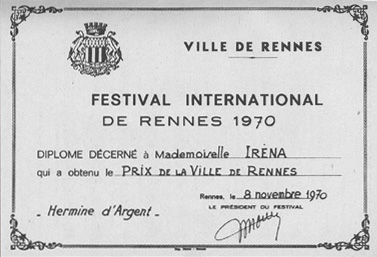 VILLE DE RENNES
FESTIVAL INTERNATIONAL
DE RENNES 1970
DIPLOME DÉCERNÉ à Mademoiselle IRÈNA
qui a obtenu le PRIX DE LA VILLE DE RENNES
Rennes, le 8 novembre 1970
LE PRÉSIDENT DU FESTIVAL
- Hermine d'Argent -